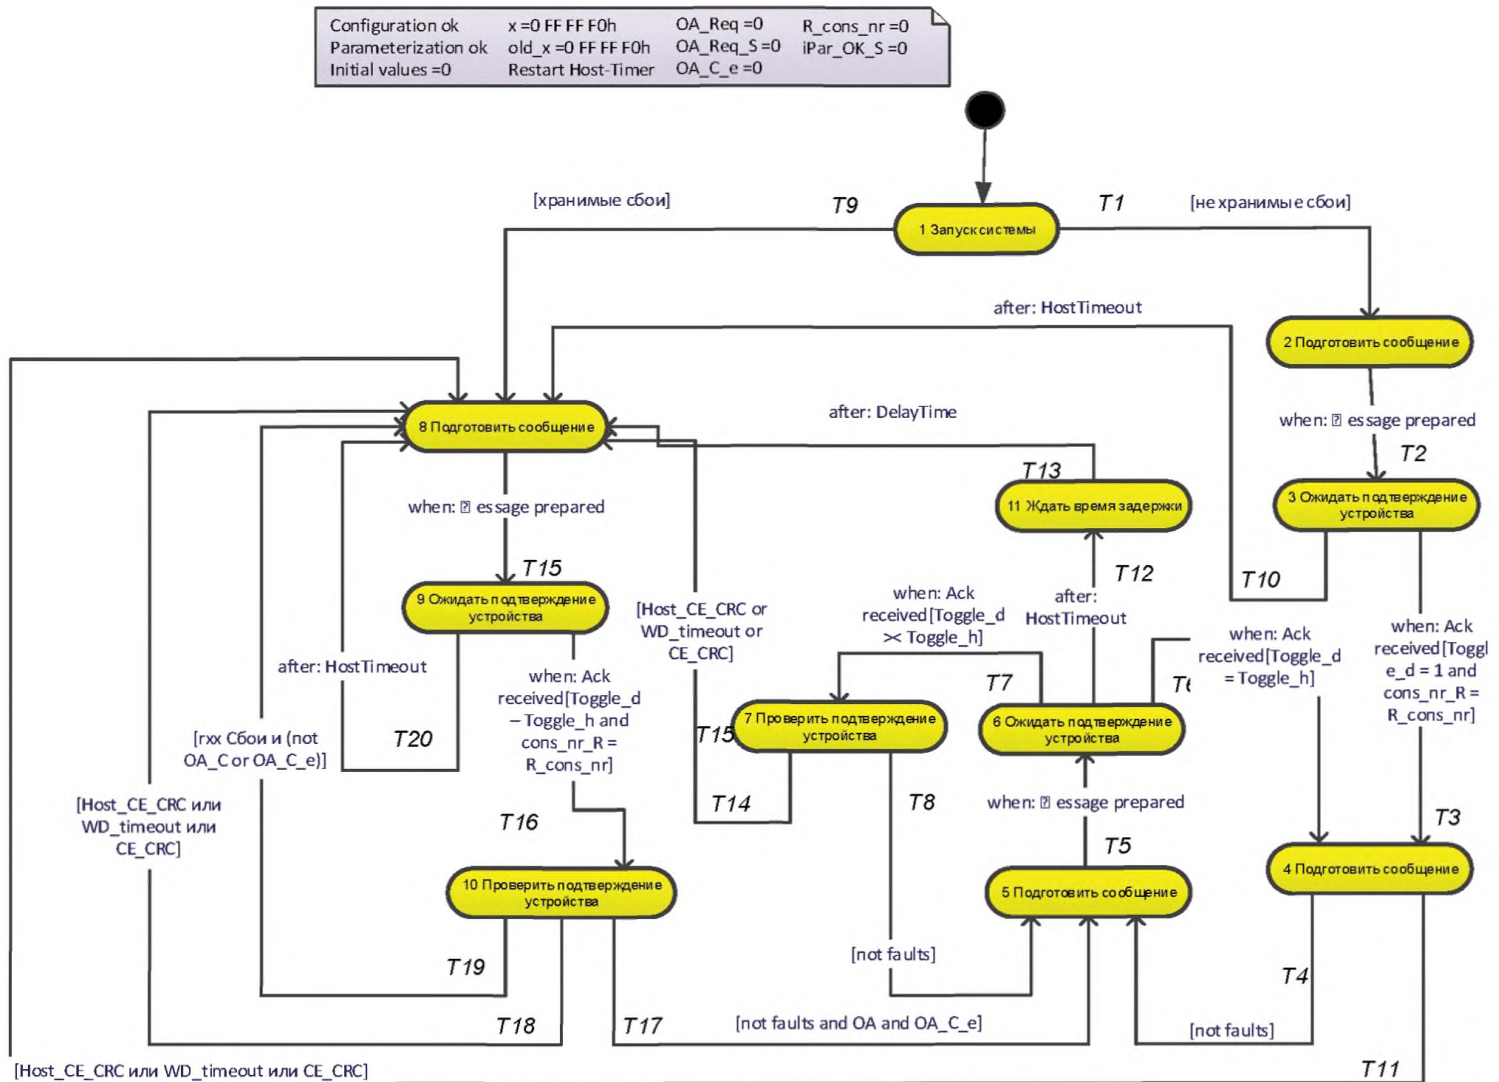 Configuration ok x =0 FF FF F0h OA_Req =0 R_cons_nr =0
Parameterization ok old_x =0 FF FF F0h OA_Req_S =0 iPar_OK_S =0
Initial values =0 Restart Host-Timer OA_C_e =0
[хранимые сбои]
T9
T1
[не хранимые сбои]
1 Запуск системы
after: HostTimeout
2 Подготовить сообщение
after: DelayTime
8 Подготовить сообщение
when: essage prepared
T2
T13
3 Ожидать подтверждение
устройства
11 Ждать время задержки
when: essage prepared
T15
T12
T10
9 Ожидать подтверждение
устройства
[Host_CE_CRC or
WD_timeout or
CE_CRC]
when: Ack
received[Toggle_d
>< Toggle_h]
after:
HostTimeout
when: Ack
received[Toggle_d
= Toggle_h]
when: Ack
received[Toggl
e_d = 1 and
cons_nr_R =
R_cons_nr]
after: HostTimeout
when: Ack
received[Toggle_d
– Toggle_h and
cons_nr_R =
R_cons_nr]
T7
T6
7 Проверить подтверждение
устройства
6 Ожидать подтверждение
устройства
T15
T20
[rxx Сбои и (not
OA_C or OA_C_e)]
T14
T8
when: essage prepared
[Host_CE_CRC или
WD_timeout или
CE_CRC]
T16
T5
T3
10 Проверить подтверждение
устройства
5 Подготовить сообщение
4 Подготовить сообщение
[not faults]
T19
T4
T18
T17
[not faults and OA and OA_C_e]
[not faults]
[Host_CE_CRC или WD_timeout или CE_CRC]
T11